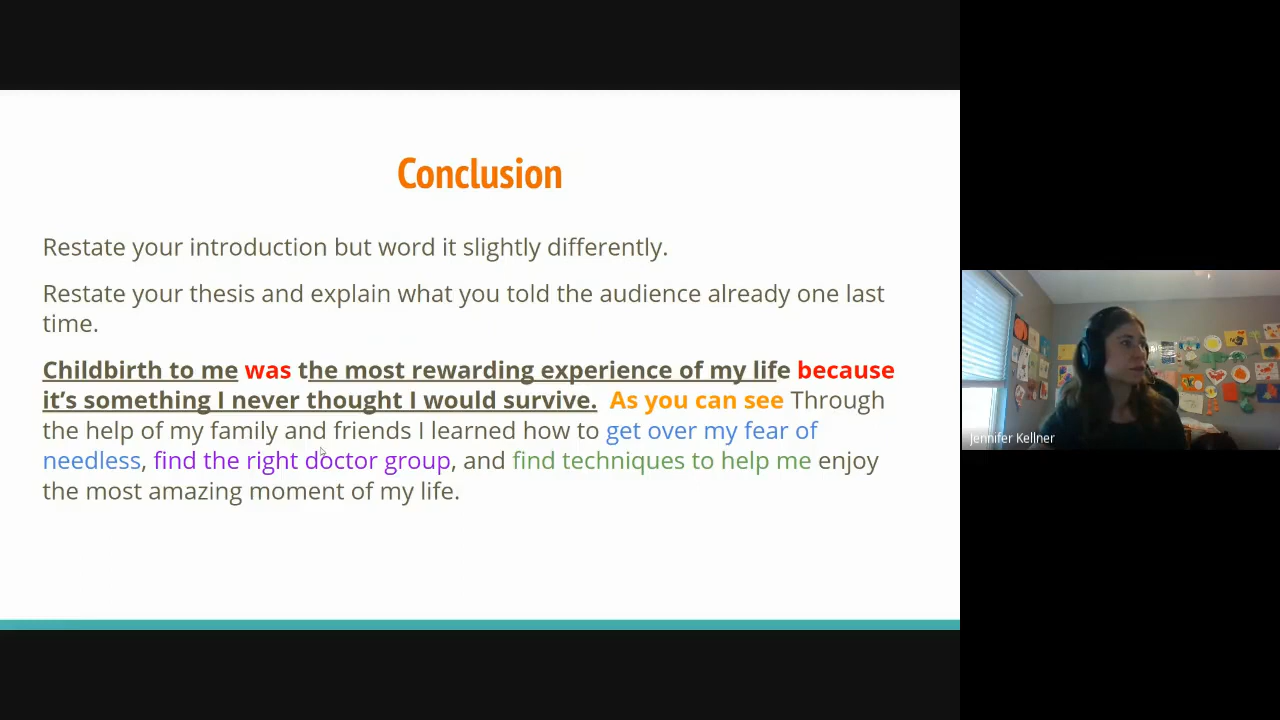 Conclusion
Restate your introduction but word it slightly differently.
Restate your thesis and explain what you told the audience already one last
time.
Childbirth to me was the most rewarding experience of my life because
it's something I never thought I would survive. As you can see Through
the help of my family and friends I learned how to get over my fear of
needless, find the right doctor group, and find techniques to help me enjoy
the most amazing moment of my life.
Jennifer Kellner